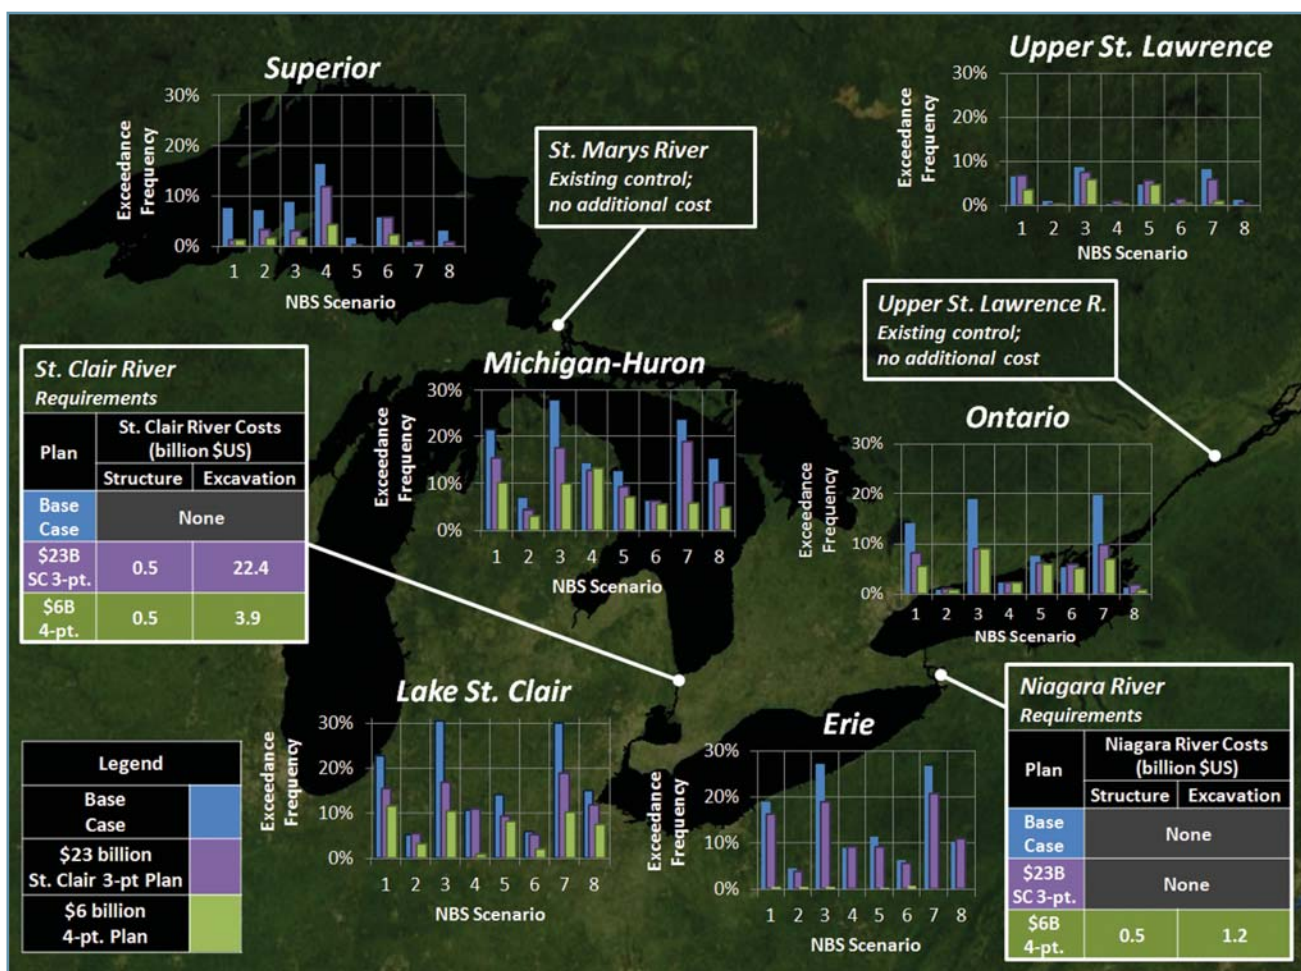 Superior
30%
20%
10%
0%
Exceedance
Frequency
1 2 3 4 5 6 7 8
NBS Scenario
Upper St. Lawrence
30%
20%
10%
0%
Exceedance
Frequency
1 2 3 4 5 6 7 8
NBS Scenario
St. Marys River
Existing control;
no additional cost
Upper St. Lawrence R.
Existing control;
no additional cost
St. Clair River
Requirements
Plan
St. Clair River Costs
(billion $US)
Structure Excavation
Base
Case
None
$23B
SC 3-pt.
0.5 22.4
$6B
4-pt.
0.5 3.9
Michigan-Huron
30%
20%
10%
0%
Exceedance
Frequency
1 2 3 4 5 6 7 8
NBS Scenario
Ontario
30%
20%
10%
0%
Exceedance
Frequency
1 2 3 4 5 6 7 8
NBS Scenario
Lake St. Clair
30%
20%
10%
0%
Exceedance
Frequency
1 2 3 4 5 6 7 8
NBS Scenario
Erie
30%
20%
10%
0%
Exceedance
Frequency
1 2 3 4 5 6 7 8
NBS Scenario
Niagara River
Requirements
Plan
Niagara River Costs
(billion $US)
Structure Excavation
Base
Case
None
$23B
SC 3-pt.
None
$6B
4-pt.
0.5 1.2
Legend
Base
Case
$23 billion
St. Clair 3-pt Plan
$6 billion
4-pt. Plan